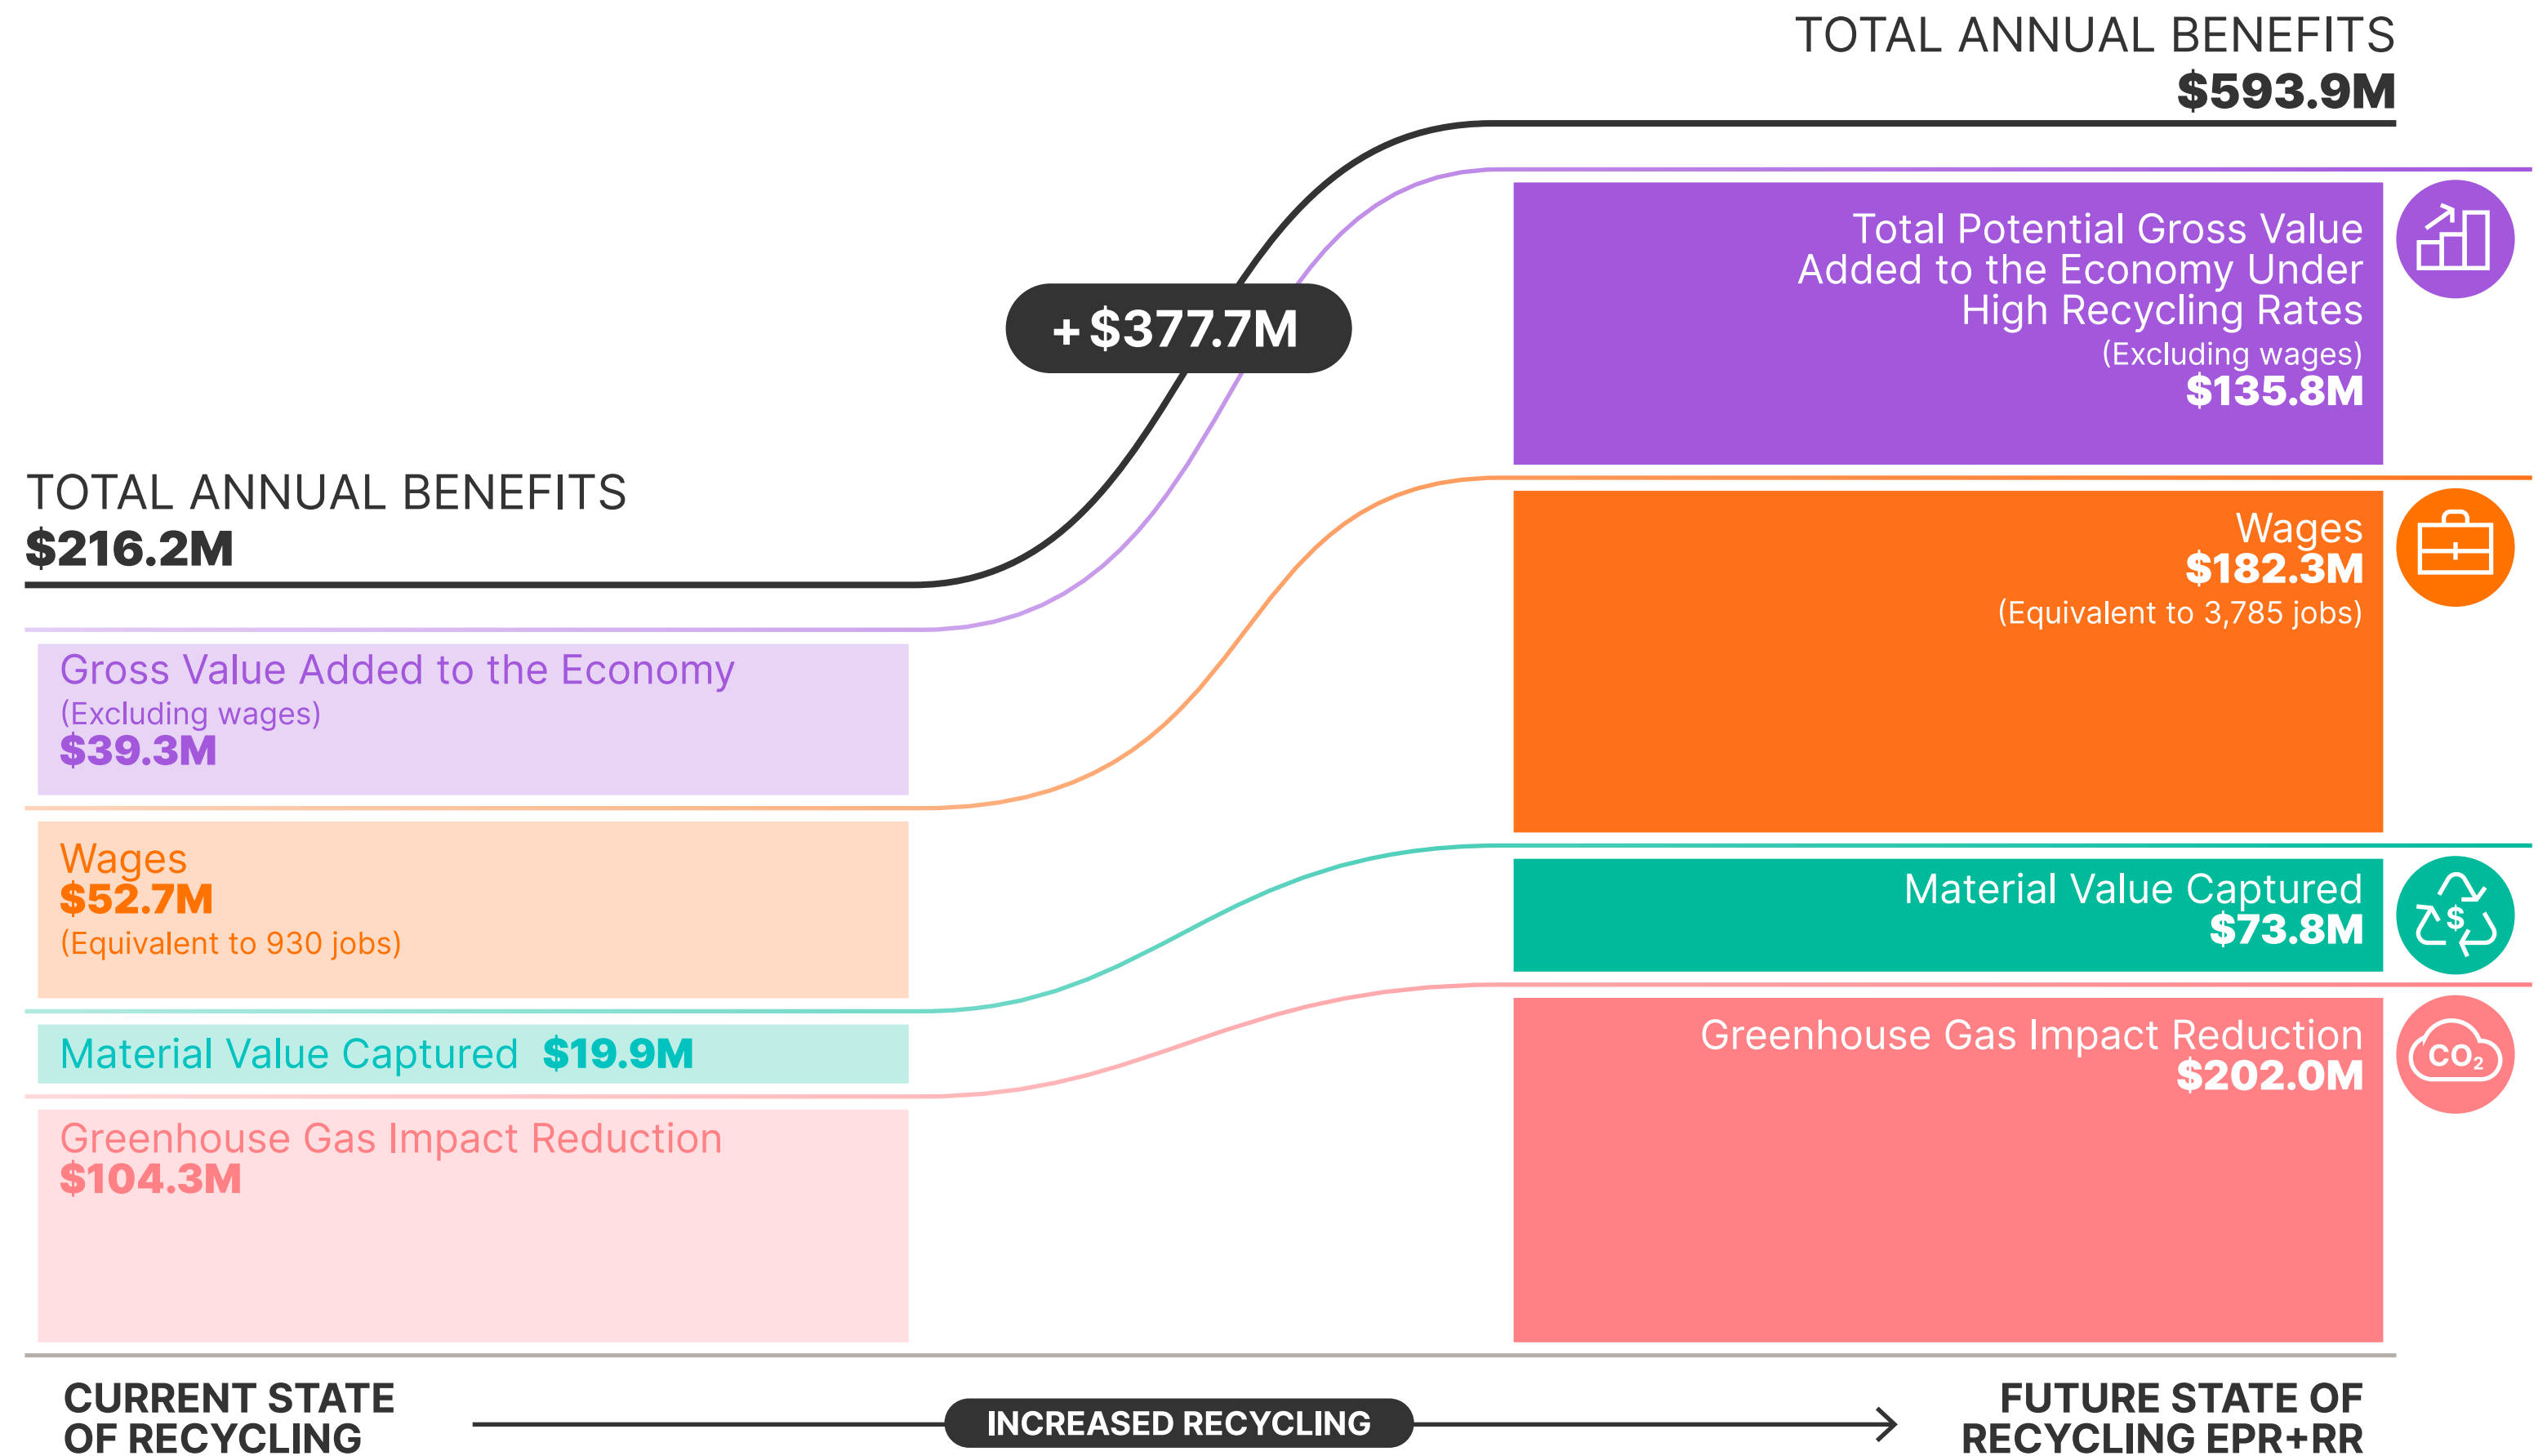 TOTAL ANNUAL BENEFITS
$593.9M
Total Potential Gross Value
Added to the Economy Under
High Recycling Rates
(Excluding wages)
$135.8M
+$377.7M
TOTAL ANNUAL BENEFITS
$216.2M
Wages
$182.3M
(Equivalent to 3,785 jobs)
Gross Value Added to the Economy
(Excluding wages)
$39.3M
Wages
$52.7M
(Equivalent to 930 jobs)
Material Value Captured
$73.8M
$
Material Value Captured $19.9M
Greenhouse Gas Impact Reduction
$202.0M
CO₂
Greenhouse Gas Impact Reduction
$104.3M
CURRENT STATE
OF RECYCLING
INCREASED RECYCLING
FUTURE STATE OF
RECYCLING EPR+RR